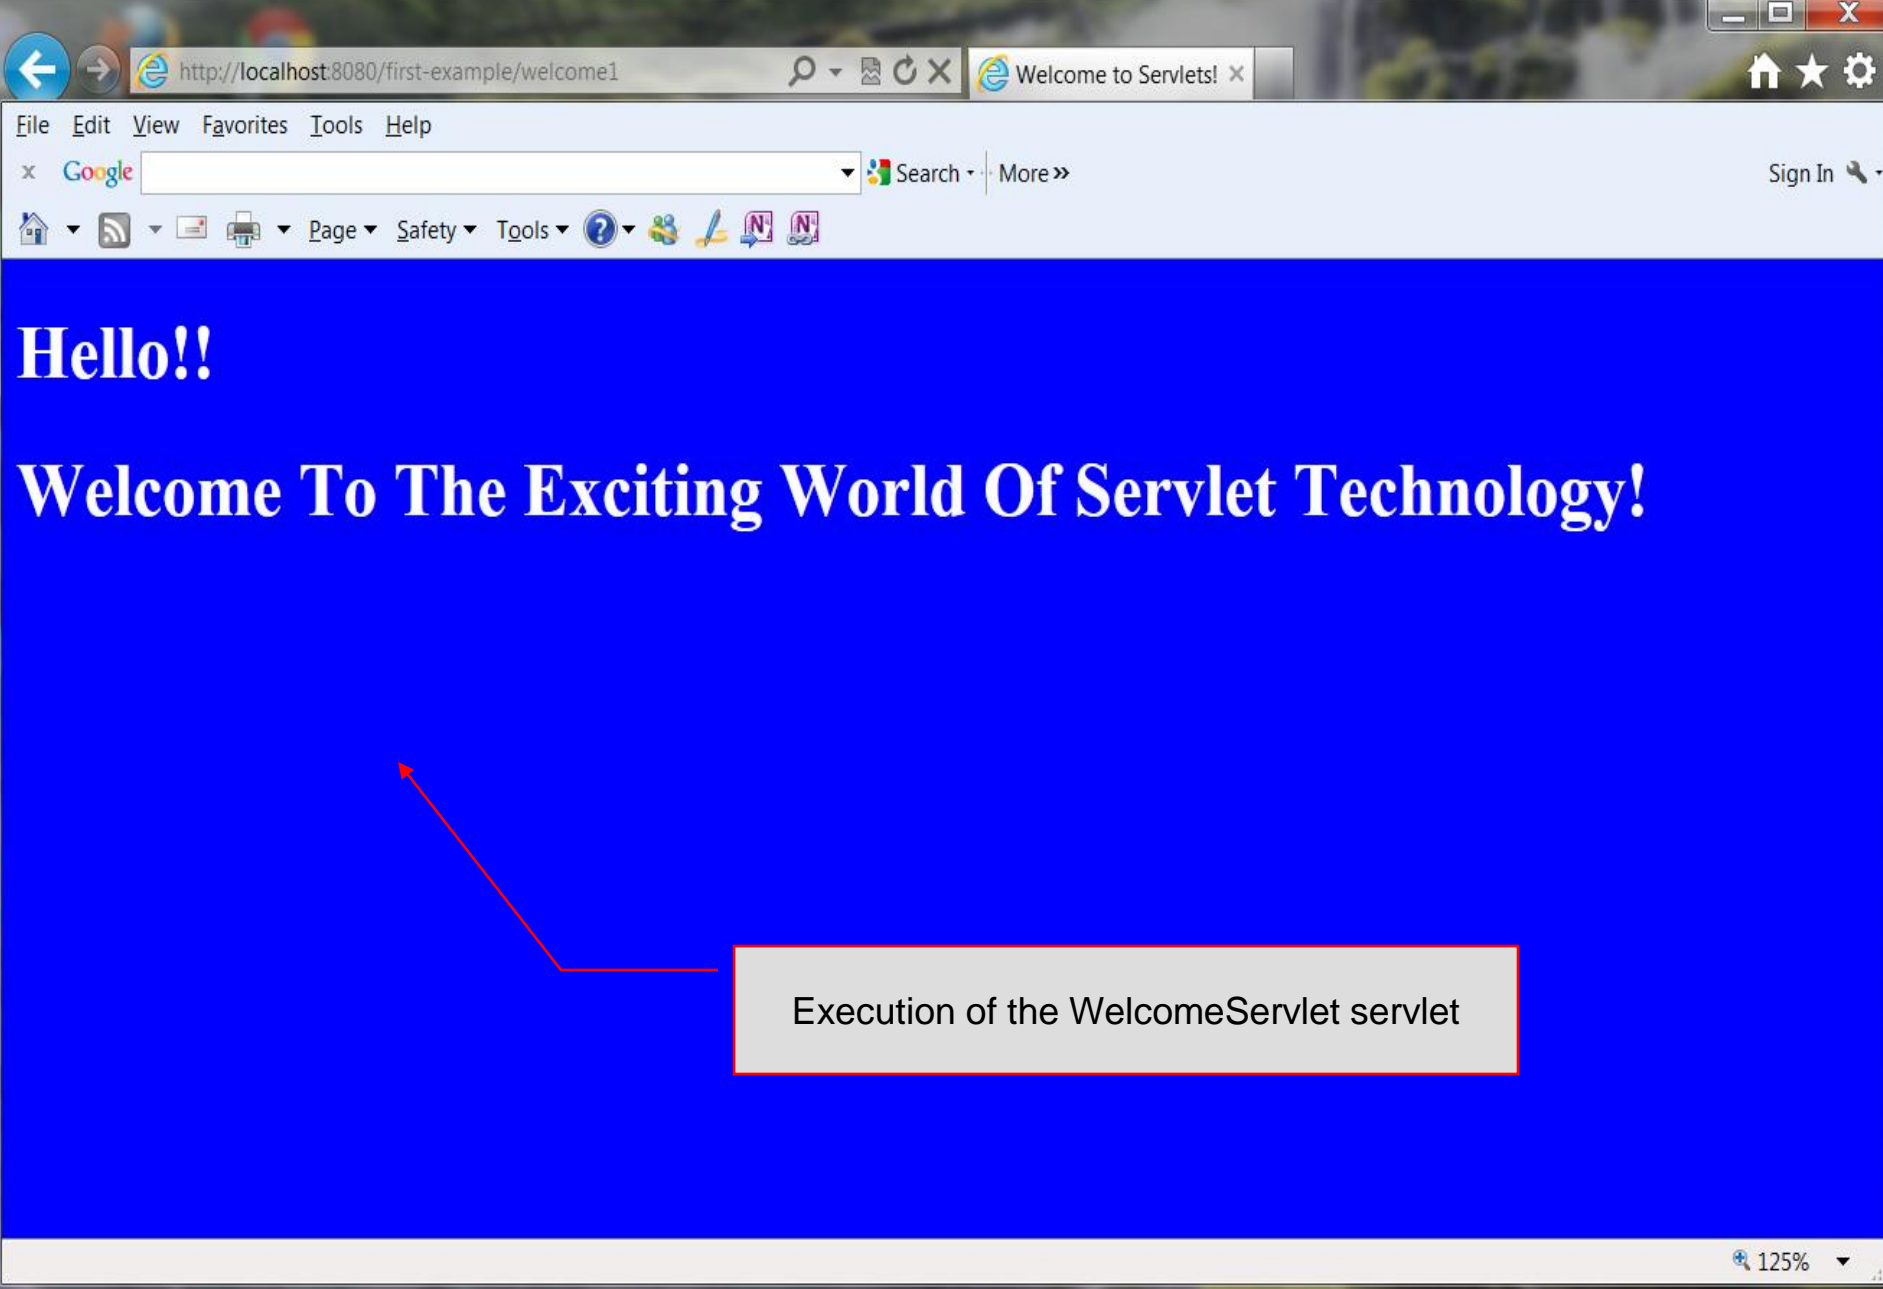 X
http://localhost:8080/first-example/welcome1
Welcome to Servlets!
File Edit View Favorites Tools Help
x Google Search More »
Sign In
Page Safety Tools
Hello!!
Welcome To The Exciting World Of Servlet Technology!
Execution of the WelcomeServlet servlet
125%